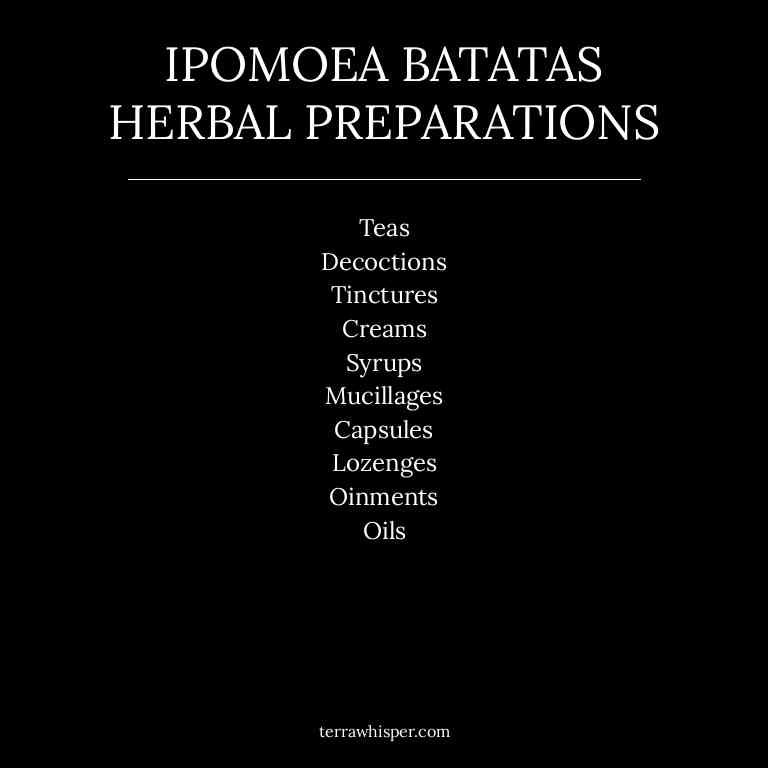 IPOMOEA BATATAS
HERBAL PREPARATIONS
Teas
Decoctions
Tinctures
Creams
Syrups
Mucillages
Capsules
Lozenges
Oinments
Oils
terrawhisper.com